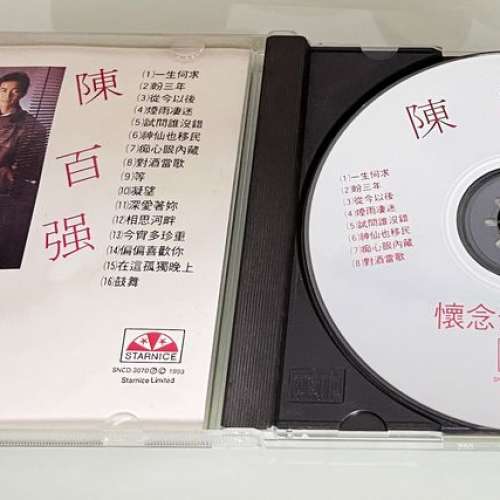 陳
百
强
(1)一生何求
(2)盼三年
(3)從今以後
(4)煙雨凄迷
(5)試問誰沒錯
(6)神仙也移民
(7)痴心眼內藏
(8)對酒當歌
(9)等
(10)凝望
(11)深愛著妳
(12)相思河畔
(13)今宵多珍重
(14)偏偏喜歡你
(15)在這孤獨晚上
(16)鼓舞
STARNICE
SNCD-3070 Ⓟ © 1993
Starnice Limited
陳
(1)一生何求
(2)盼三年
(3)從今以後
(4)煙雨凄迷
(5)試問誰沒錯
(6)神仙也移民
(7)痴心眼內藏
(8)對酒當歌
懷念